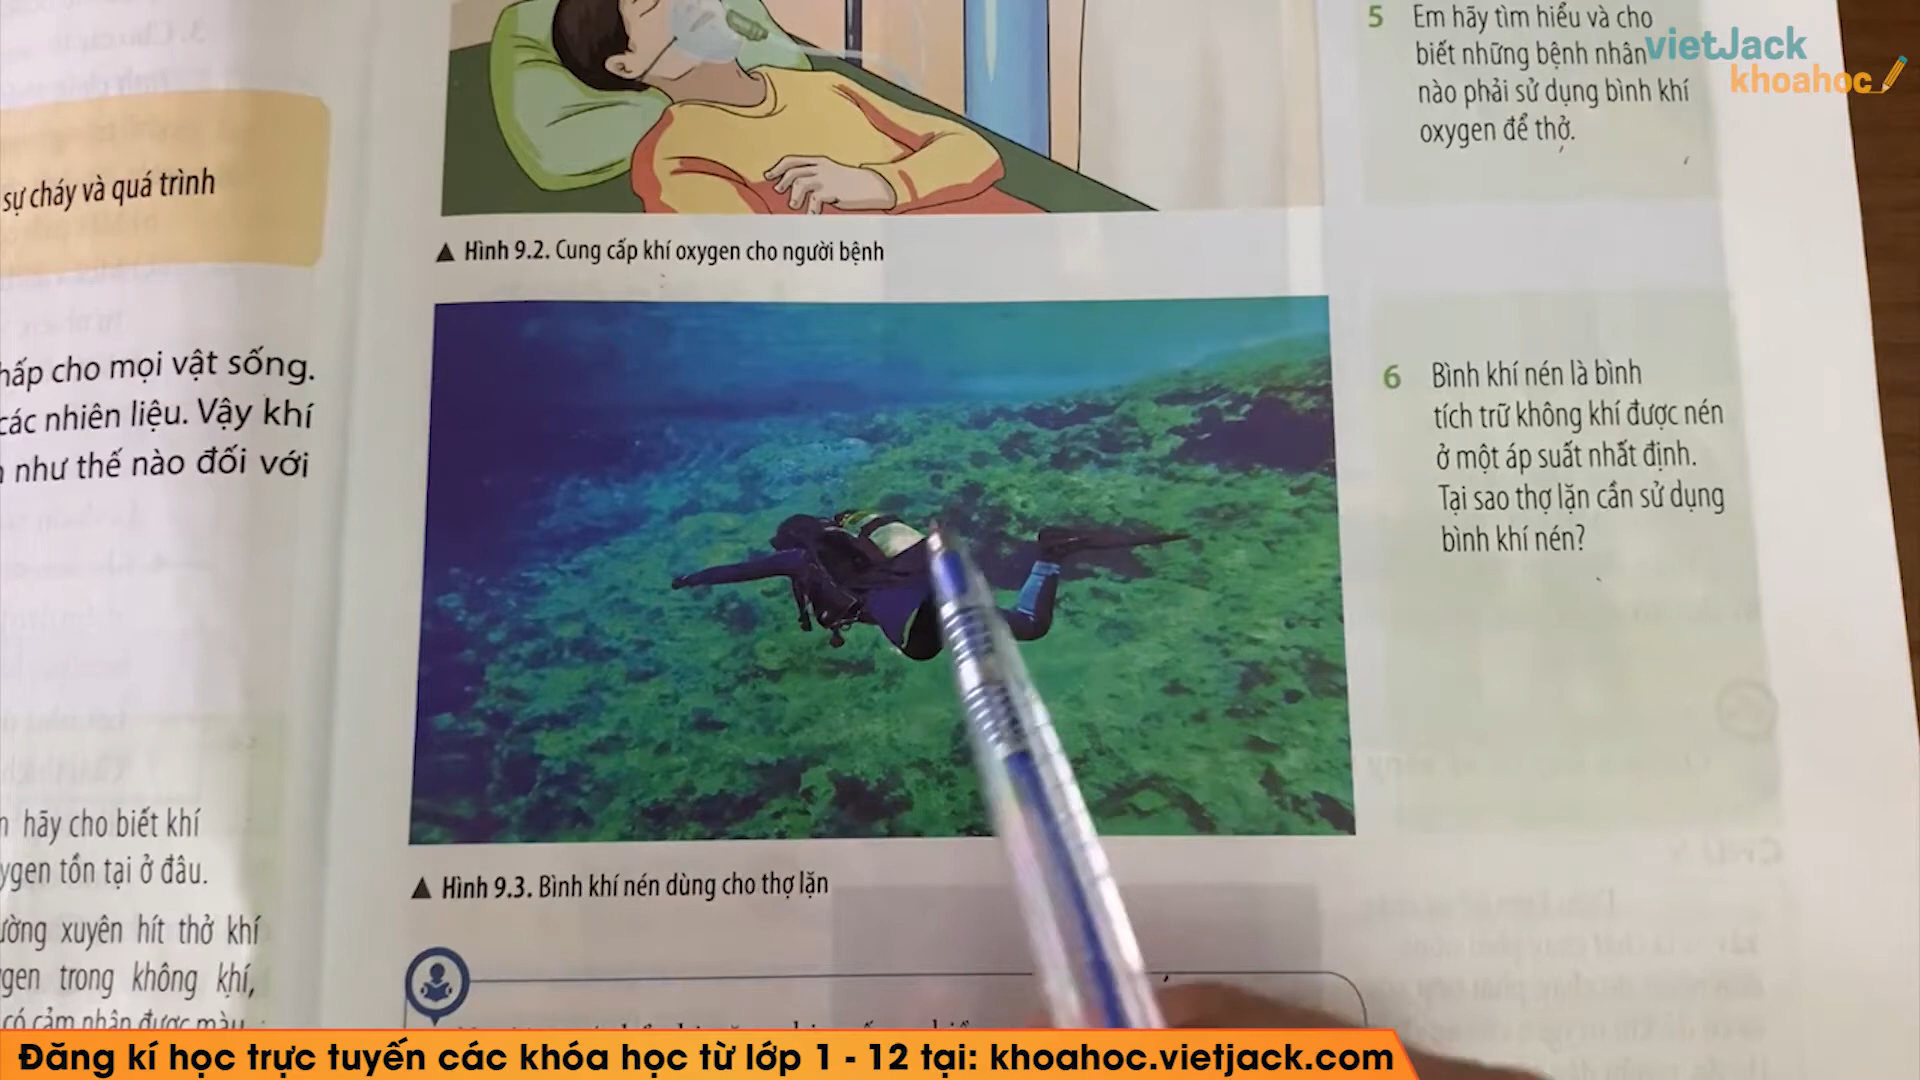 sự cháy và quá trình
cho mọi vật sống.
các nhiên liệu. Vậy khí
như thế nào đối với
hãy cho biết khí
tồn tại ở đâu.
xuyên hít thở khí
trong không khí,
có cảm nhận được màu
▲ Hình 9.2. Cung cấp khí oxygen cho người bệnh
▲ Hình 9.3. Bình khí nén dùng cho thợ lặn
5 Em hãy tìm hiểu và cho
biết những bệnh nhân
nào phải sử dụng bình khí
oxygen để thở.
6 Bình khí nén là bình
tích trữ không khí được nén
ở một áp suất nhất định.
Tại sao thợ lặn cần sử dụng
bình khí nén?
vietJack
khoahoc
Đăng kí học trực tuyến các khóa học từ lớp 1 - 12 tại: khoahoc.vietjack.com